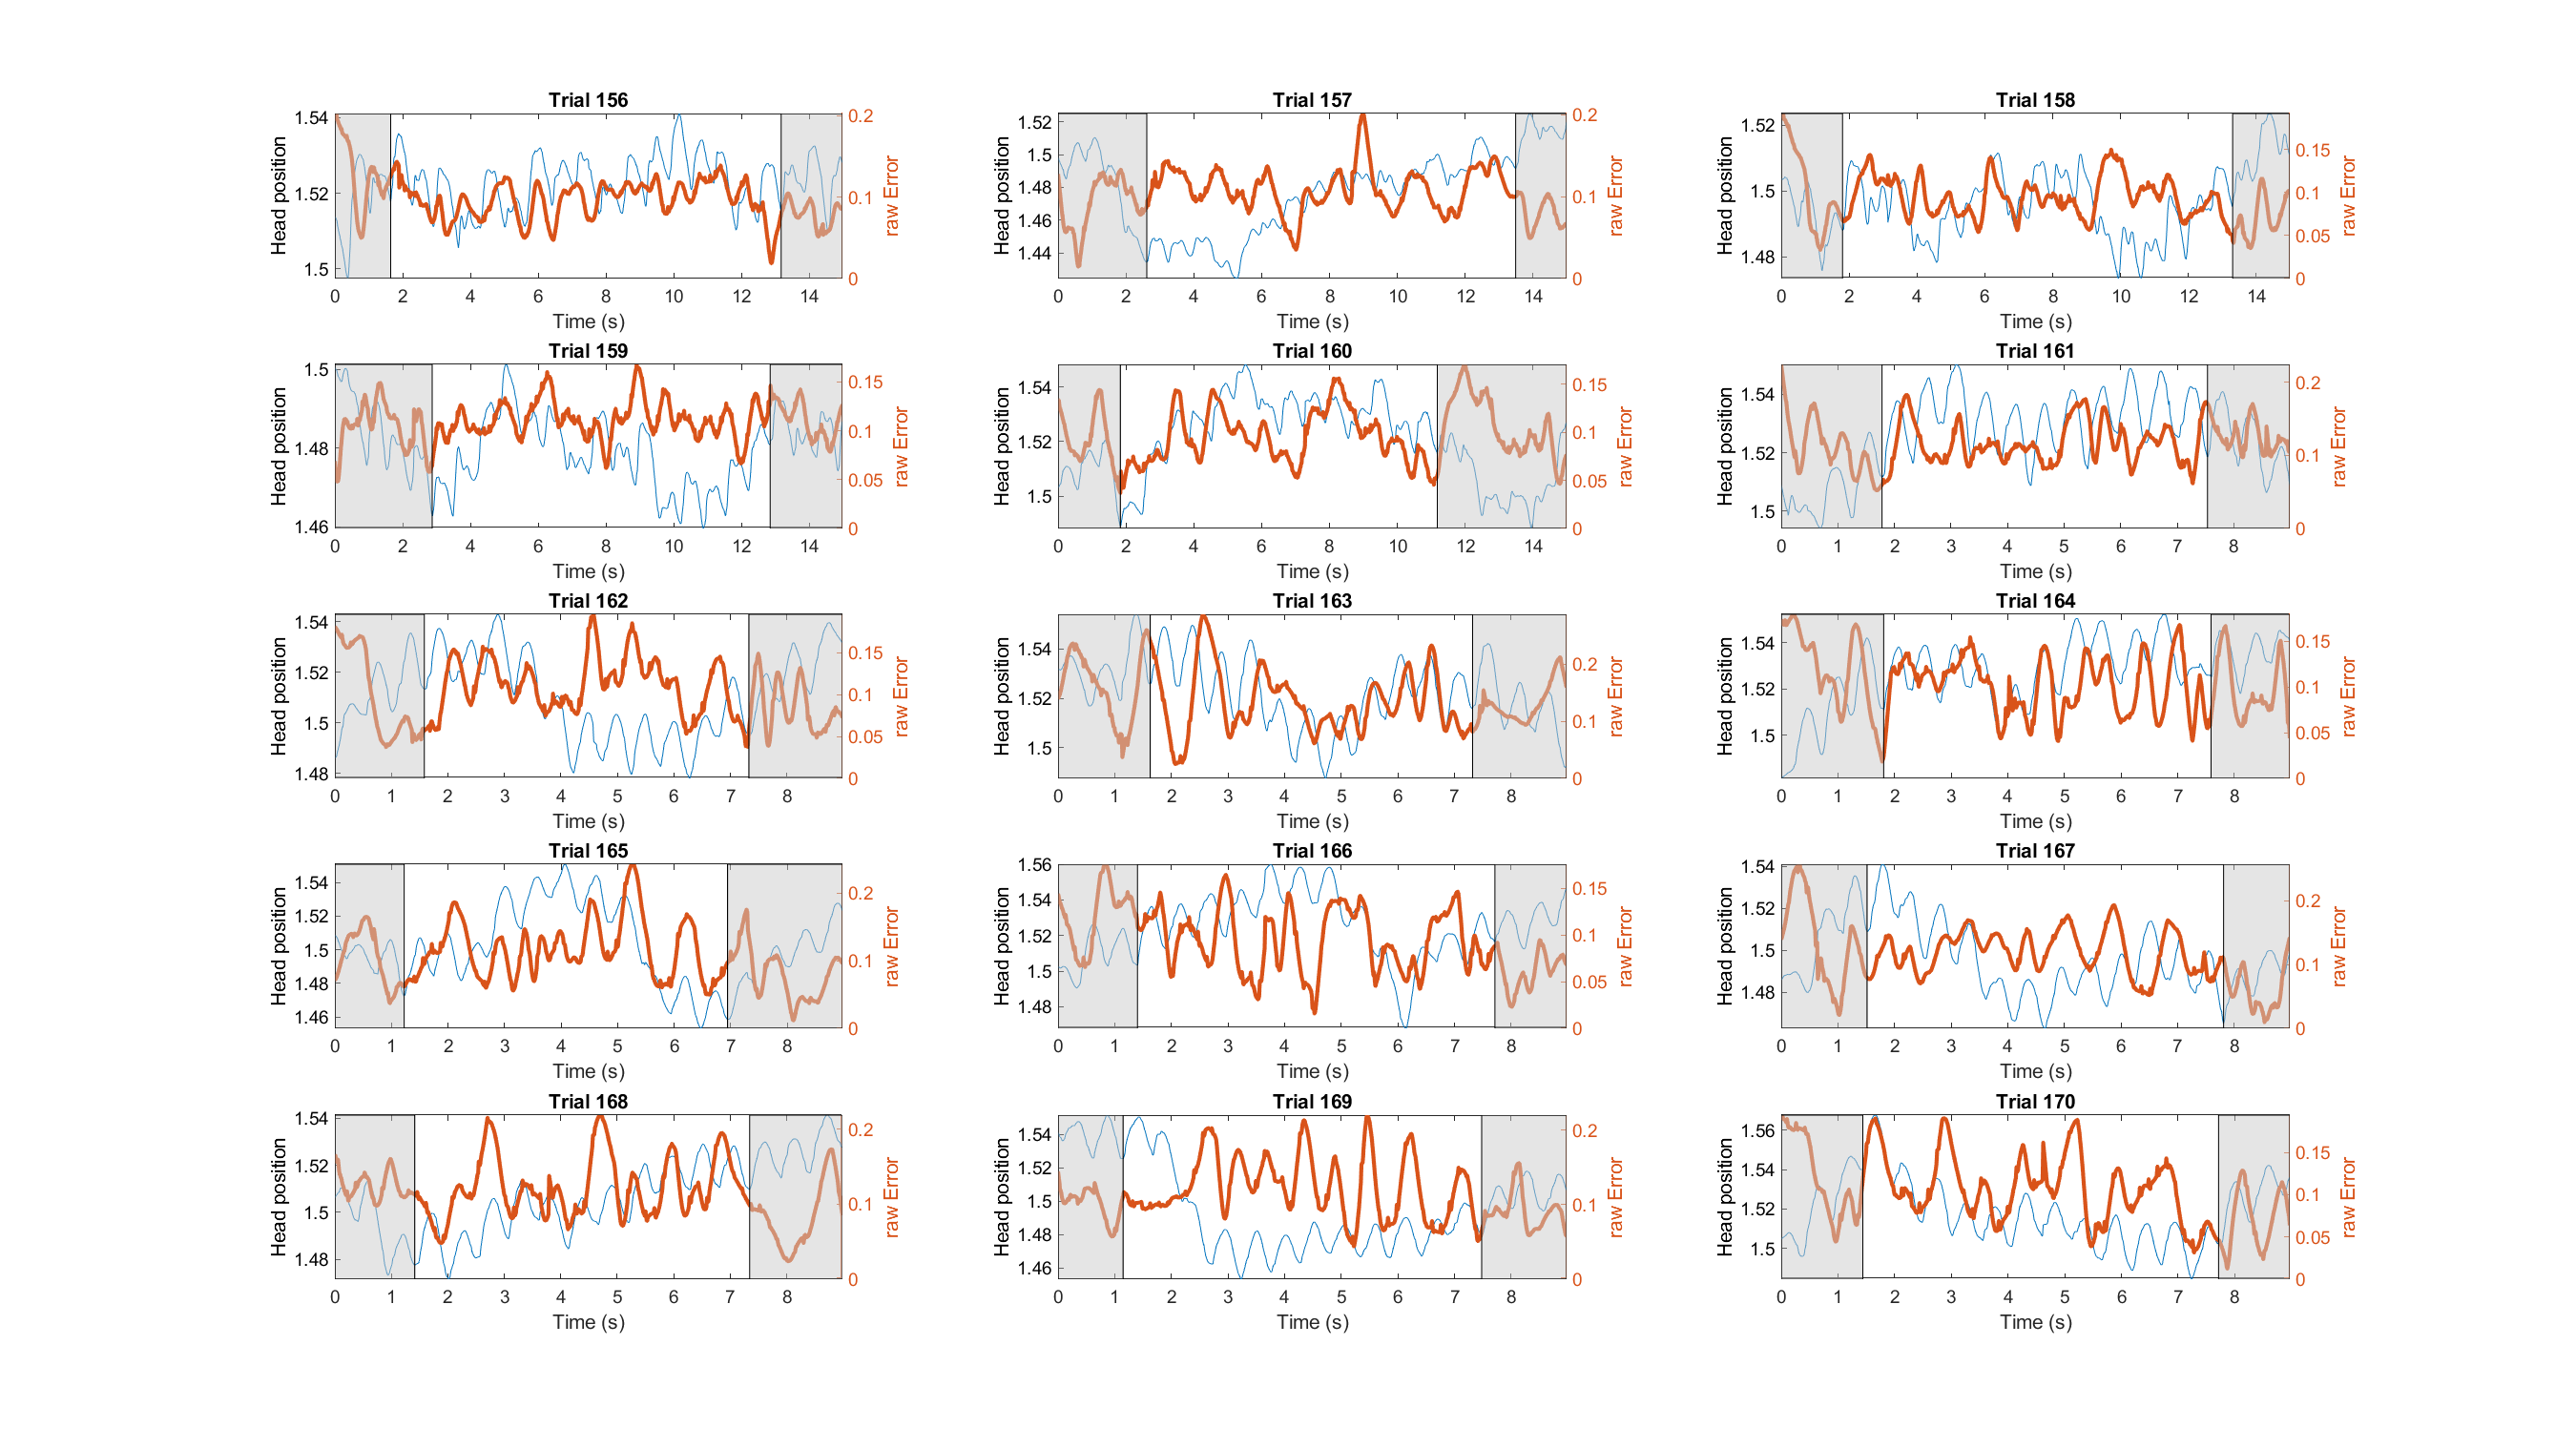 Trial 156
Trial 157
Trial 158
1.54
1.52
1.5
Head position
0.2
0.1
0
raw Error
0 2 4 6 8 10 12 14
Time (s)
1.52
1.5
1.48
1.46
1.44
Head position
0.2
0.1
0
raw Error
0 2 4 6 8 10 12 14
Time (s)
1.52
1.5
1.48
Head position
0.15
0.1
0.05
0
raw Error
0 2 4 6 8 10 12 14
Time (s)
Trial 159
Trial 160
Trial 161
1.5
1.48
1.46
Head position
0.15
0.1
0.05
0
raw Error
0 2 4 6 8 10 12 14
Time (s)
1.54
1.52
1.5
Head position
0.15
0.1
0.05
0
raw Error
0 2 4 6 8 10 12 14
Time (s)
1.54
1.52
1.5
Head position
0.2
0.1
0
raw Error
0 1 2 3 4 5 6 7 8
Time (s)
Trial 162
Trial 163
Trial 164
1.54
1.52
1.5
1.48
Head position
0.15
0.1
0.05
0
raw Error
0 1 2 3 4 5 6 7 8
Time (s)
1.54
1.52
1.5
Head position
0.2
0.1
0
raw Error
0 1 2 3 4 5 6 7 8
Time (s)
1.54
1.52
1.5
Head position
0.15
0.1
0.05
0
raw Error
0 1 2 3 4 5 6 7 8
Time (s)
Trial 165
Trial 166
Trial 167
1.54
1.52
1.5
1.48
1.46
Head position
0.2
0.1
0
raw Error
0 1 2 3 4 5 6 7 8
Time (s)
1.56
1.54
1.52
1.5
1.48
Head position
0.15
0.1
0.05
0
raw Error
0 1 2 3 4 5 6 7 8
Time (s)
1.54
1.52
1.5
1.48
Head position
0.2
0.1
0
raw Error
0 1 2 3 4 5 6 7 8
Time (s)
Trial 168
Trial 169
Trial 170
1.54
1.52
1.5
1.48
Head position
0.2
0.1
0
raw Error
0 1 2 3 4 5 6 7 8
Time (s)
1.54
1.52
1.5
1.48
1.46
Head position
0.2
0.1
0
raw Error
0 1 2 3 4 5 6 7 8
Time (s)
1.56
1.54
1.52
1.5
Head position
0.15
0.1
0.05
0
raw Error
0 1 2 3 4 5 6 7 8
Time (s)